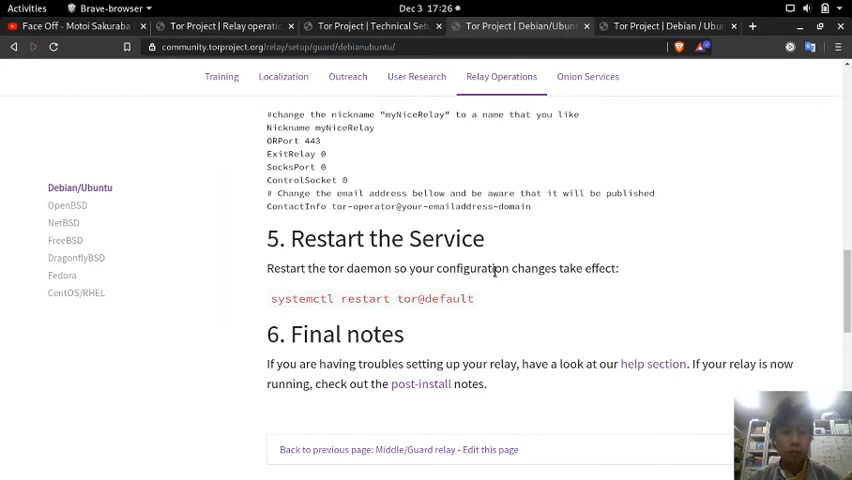 Activities
Brave-browser
Dec 3 17:26
Face Off - Motoi Sakuraba
Tor Project | Relay operatio
Tor Project | Technical Setu
Tor Project | Debian/Ubunt
Tor Project | Debian / Ubu
community.torproject.org/relay/setup/guard/debianubuntu/
Training
Localization
Outreach
User Research
Relay Operations
Onion Services
Debian/Ubuntu
OpenBSD
NetBSD
FreeBSD
DragonflyBSD
Fedora
CentOS/RHEL
#change the nickname "myNiceRelay" to a name that you like
Nickname myNiceRelay
ORPort 443
ExitRelay 0
SocksPort 0
ControlSocket 0
# Change the email address bellow and be aware that it will be published
ContactInfo tor-operator@your-emailaddress-domain
5. Restart the Service
Restart the tor daemon so your configuration changes take effect:
systemctl restart tor@default
6. Final notes
If you are having troubles setting up your relay, have a look at our help section. If your relay is now
running, check out the post-install notes.
Back to previous page: Middle/Guard relay - Edit this page